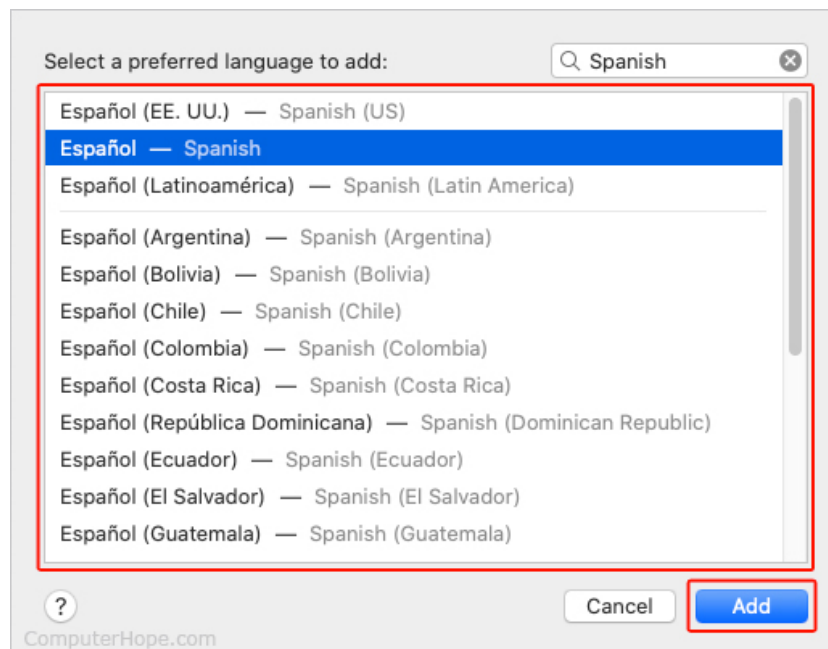 Select a preferred language to add: Spanish
Español (EE. UU.) — Spanish (US)
Español — Spanish
Español (Latinoamérica) — Spanish (Latin America)
Español (Argentina) — Spanish (Argentina)
Español (Bolivia) — Spanish (Bolivia)
Español (Chile) — Spanish (Chile)
Español (Colombia) — Spanish (Colombia)
Español (Costa Rica) — Spanish (Costa Rica)
Español (República Dominicana) — Spanish (Dominican Republic)
Español (Ecuador) — Spanish (Ecuador)
Español (El Salvador) — Spanish (El Salvador)
Español (Guatemala) — Spanish (Guatemala)
? Cancel Add
ComputerHope.com